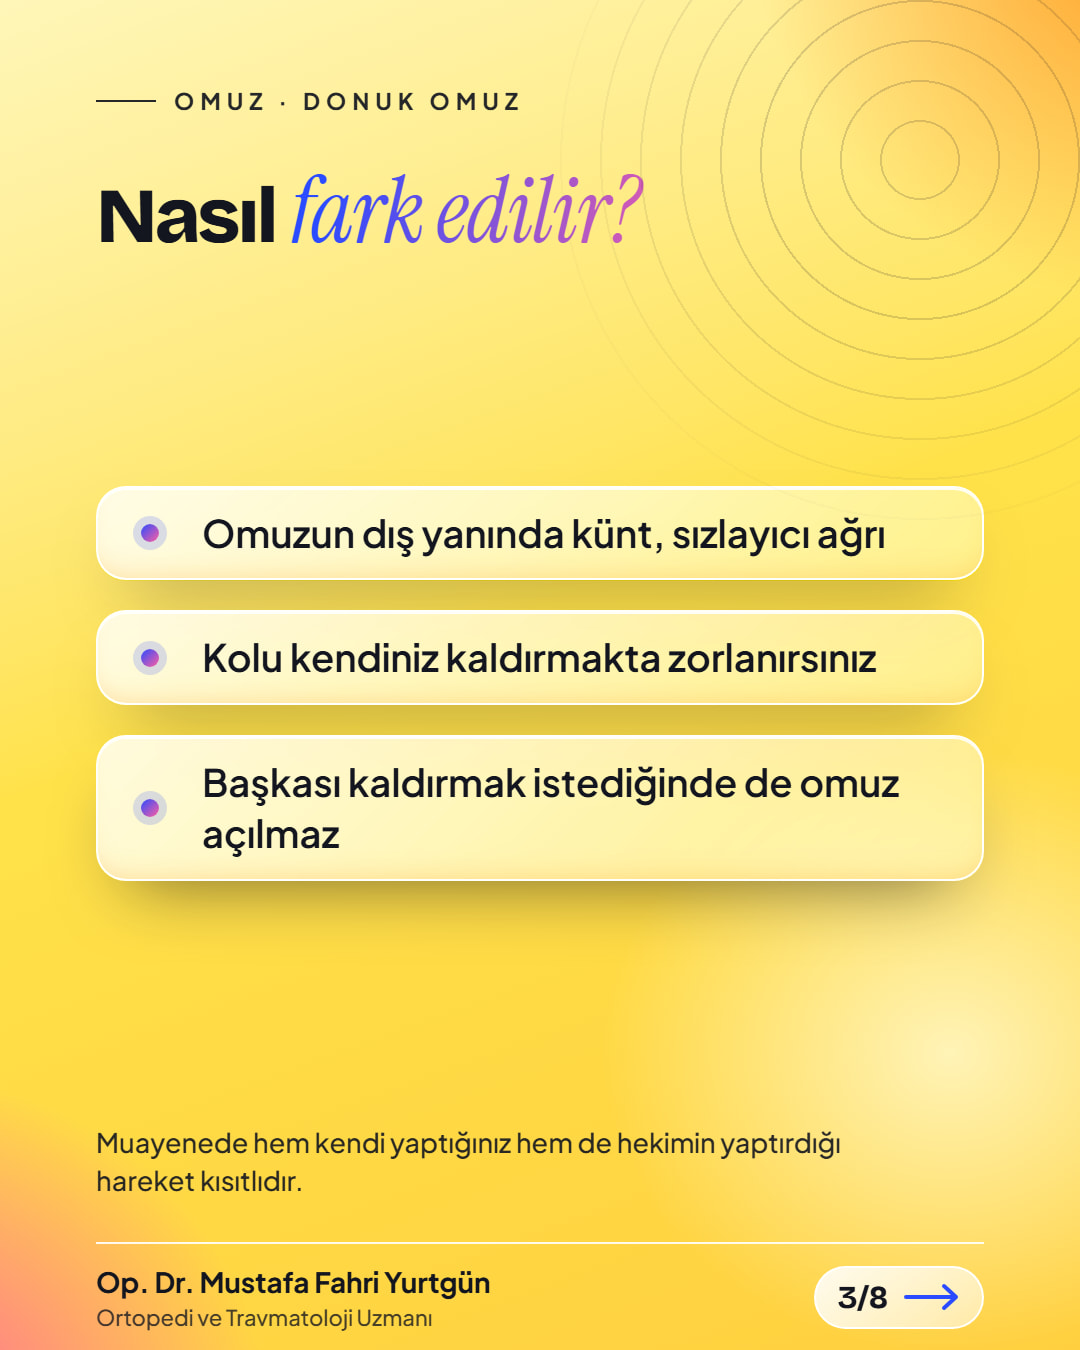 OMUZ · DONUK OMUZ
Nasıl fark edilir?
Omuzun dış yanında künt, sızlayıcı ağrı
Kolu kendiniz kaldırmakta zorlanırsınız
Başkası kaldırmak istediğinde de omuz
açılmaz
Muayenede hem kendi yaptığınız hem de hekimin yaptırdığı
hareket kısıtlıdır.
Op. Dr. Mustafa Fahri Yurtgün
Ortopedi ve Travmatoloji Uzmanı
3/8